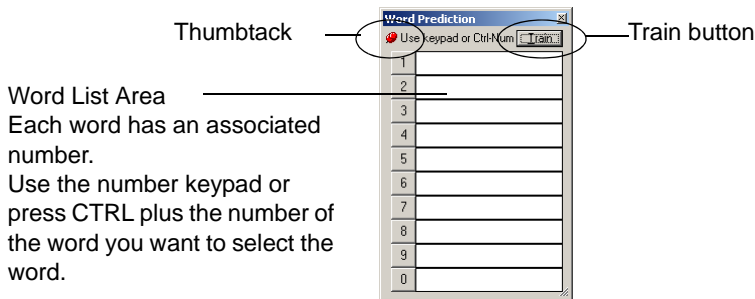 Thumbtack
Word Prediction
Use keypad or Ctrl-Num Train
Train button
Word List Area
Each word has an associated
number.
Use the number keypad or
press CTRL plus the number of
the word you want to select the
word.
1
2
3
4
5
6
7
8
9
0